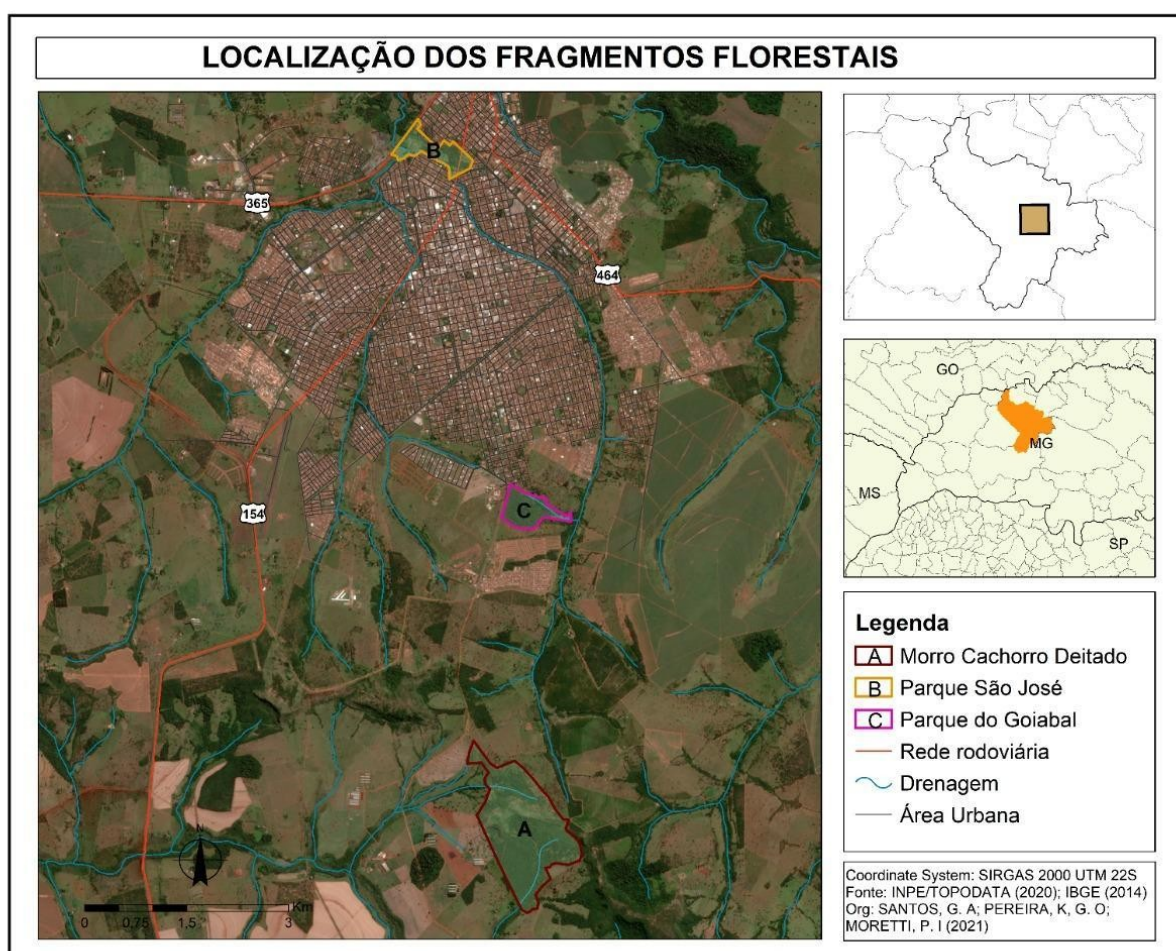 LOCALIZAÇÃO DOS FRAGMENTOS FLORESTAIS
B
365
464
154
C
A
N
Km
0 0,75 1,5 3
GO
MG
MS
SP
Legenda
A Morro Cachorro Deitado
B Parque São José
C Parque do Goiabal
Rede rodoviária
Drenagem
Área Urbana
Coordinate System: SIRGAS 2000 UTM 22S
Fonte: INPE/TOPODATA (2020); IBGE (2014)
Org: SANTOS, G. A; PEREIRA, K, G. O;
MORETTI, P. I (2021)